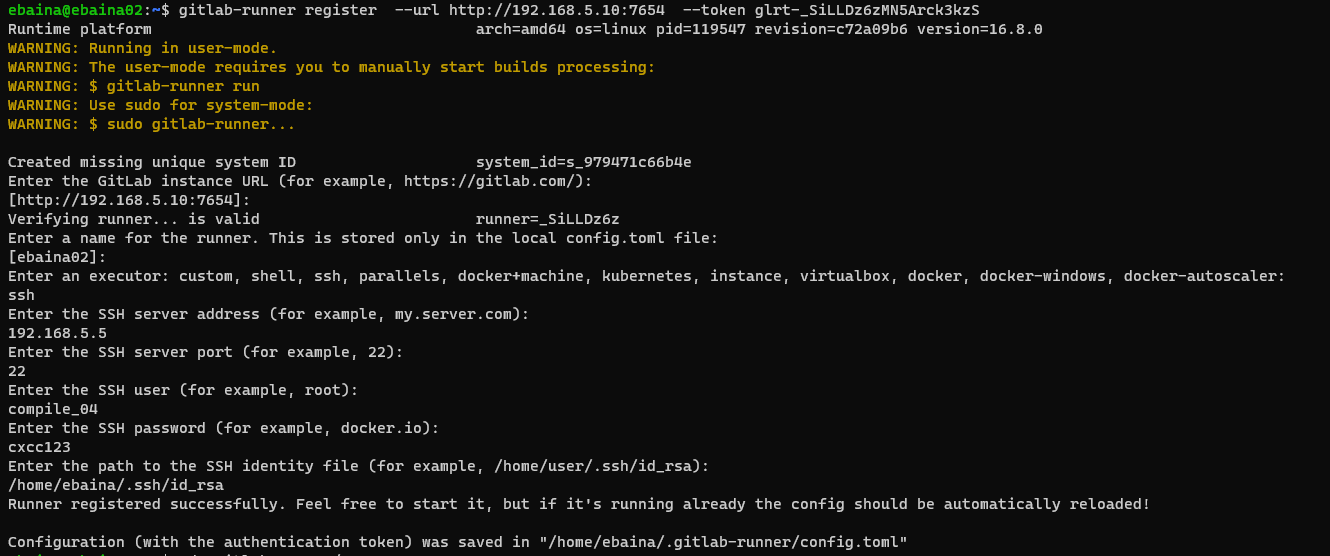 ebaina@ebaina02:~$ gitlab-runner register  --url http://192.168.5.10:7654  --token glrt-_SiLLDz6zMN5Arck3kzS
Runtime platform                                    arch=amd64 os=linux pid=119547 revision=c72a09b6 version=16.8.0
WARNING: Running in user-mode.
WARNING: The user-mode requires you to manually start builds processing:
WARNING: $ gitlab-runner run
WARNING: Use sudo for system-mode:
WARNING: $ sudo gitlab-runner...
Created missing unique system ID                    system_id=s_979471c66b4e
Enter the GitLab instance URL (for example, https://gitlab.com/):
[http://192.168.5.10:7654]:
Verifying runner... is valid                        runner=_SiLLDz6z
Enter a name for the runner. This is stored only in the local config.toml file:
[ebaina02]:
Enter an executor: custom, shell, ssh, parallels, docker+machine, kubernetes, instance, virtualbox, docker, docker-windows, docker-autoscaler:
ssh
Enter the SSH server address (for example, my.server.com):
192.168.5.5
Enter the SSH server port (for example, 22):
22
Enter the SSH user (for example, root):
compile_04
Enter the SSH password (for example, docker.io):
cxcc123
Enter the path to the SSH identity file (for example, /home/user/.ssh/id_rsa):
/home/ebaina/.ssh/id_rsa
Runner registered successfully. Feel free to start it, but if it's running already the config should be automatically reloaded!
Configuration (with the authentication token) was saved in "/home/ebaina/.gitlab-runner/config.toml"